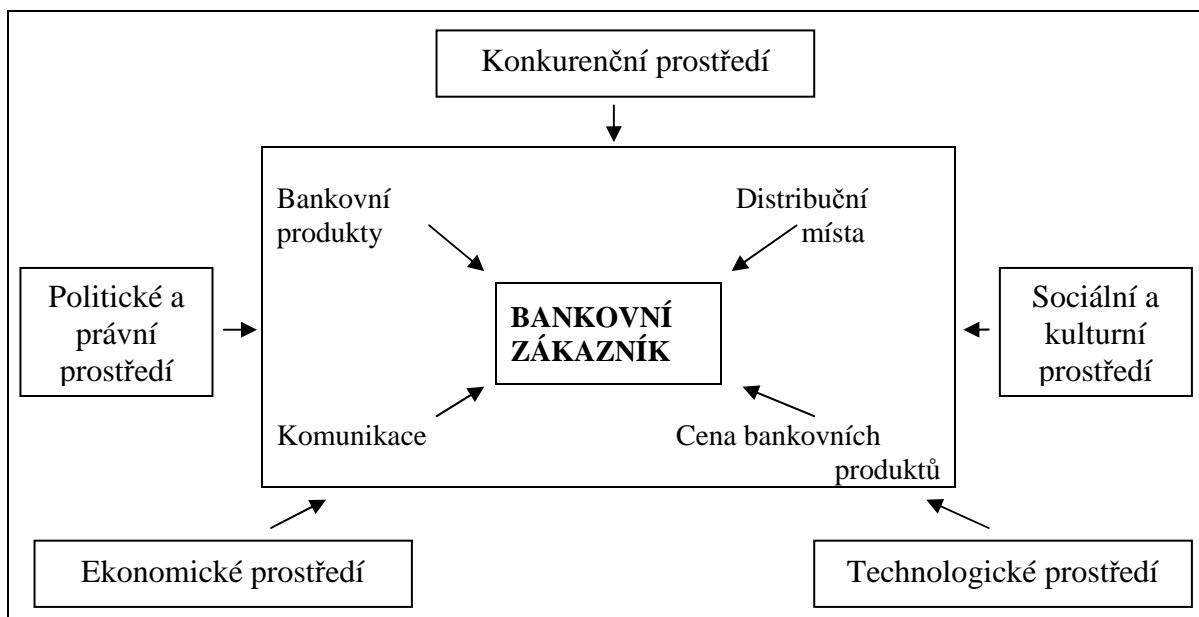 Konkurenční prostředí
Bankovní
produkty
Distribuční
místa
Politické a
právní
prostředí
BANKOVNÍ
ZÁKAZNÍK
Sociální a
kulturní
prostředí
Komunikace
Cena bankovních
produktů
Ekonomické prostředí
Technologické prostředí